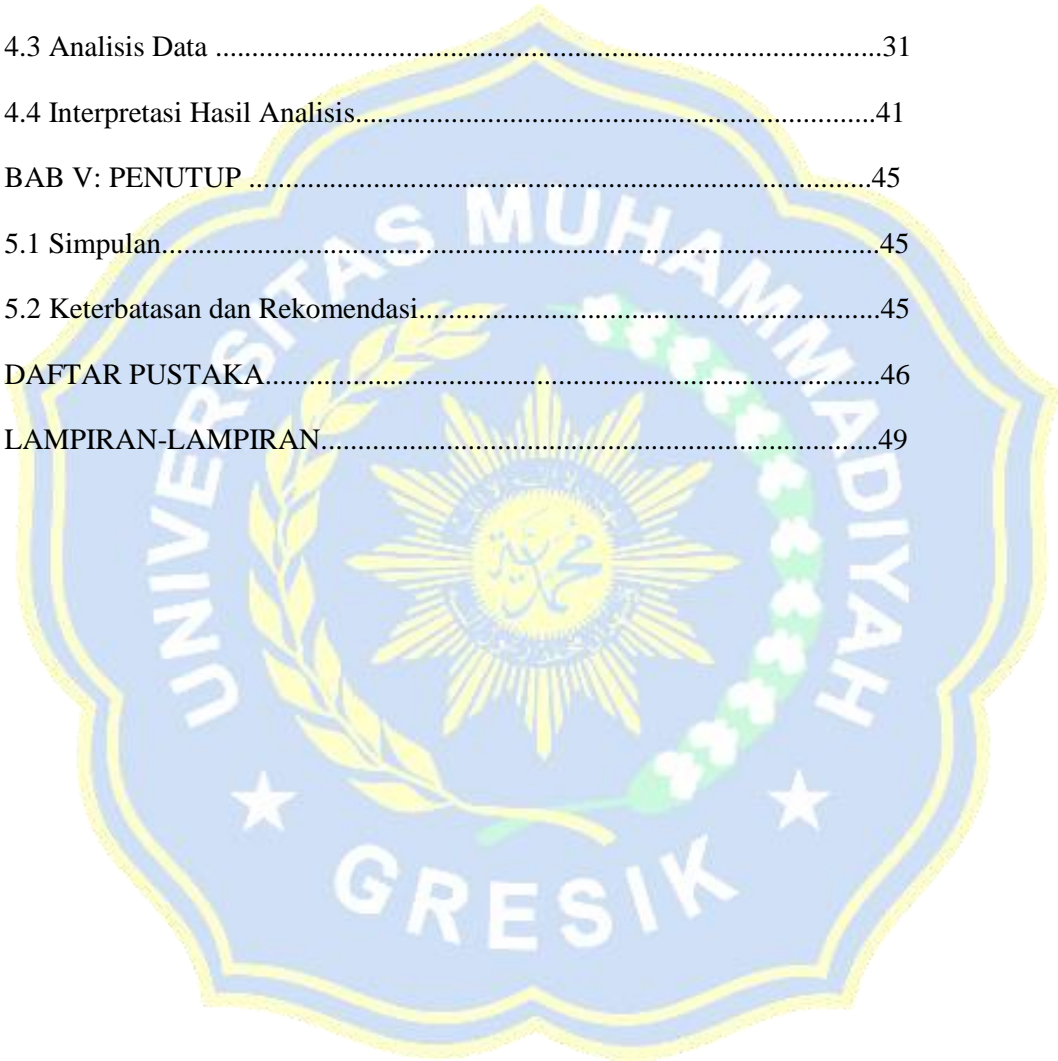 4.3 Analisis Data ...........................................................................................31
4.4 Interpretasi Hasil Analisis.......................................................................41
BAB V: PENUTUP .....................................................................................45
5.1 Simpulan..................................................................................................45
5.2 Keterbatasan dan Rekomendasi...............................................................45
DAFTAR PUSTAKA....................................................................................46
LAMPIRAN-LAMPIRAN............................................................................49
UNIVERSITAS MUHAMMADIYAH
GRESIK
محمدية